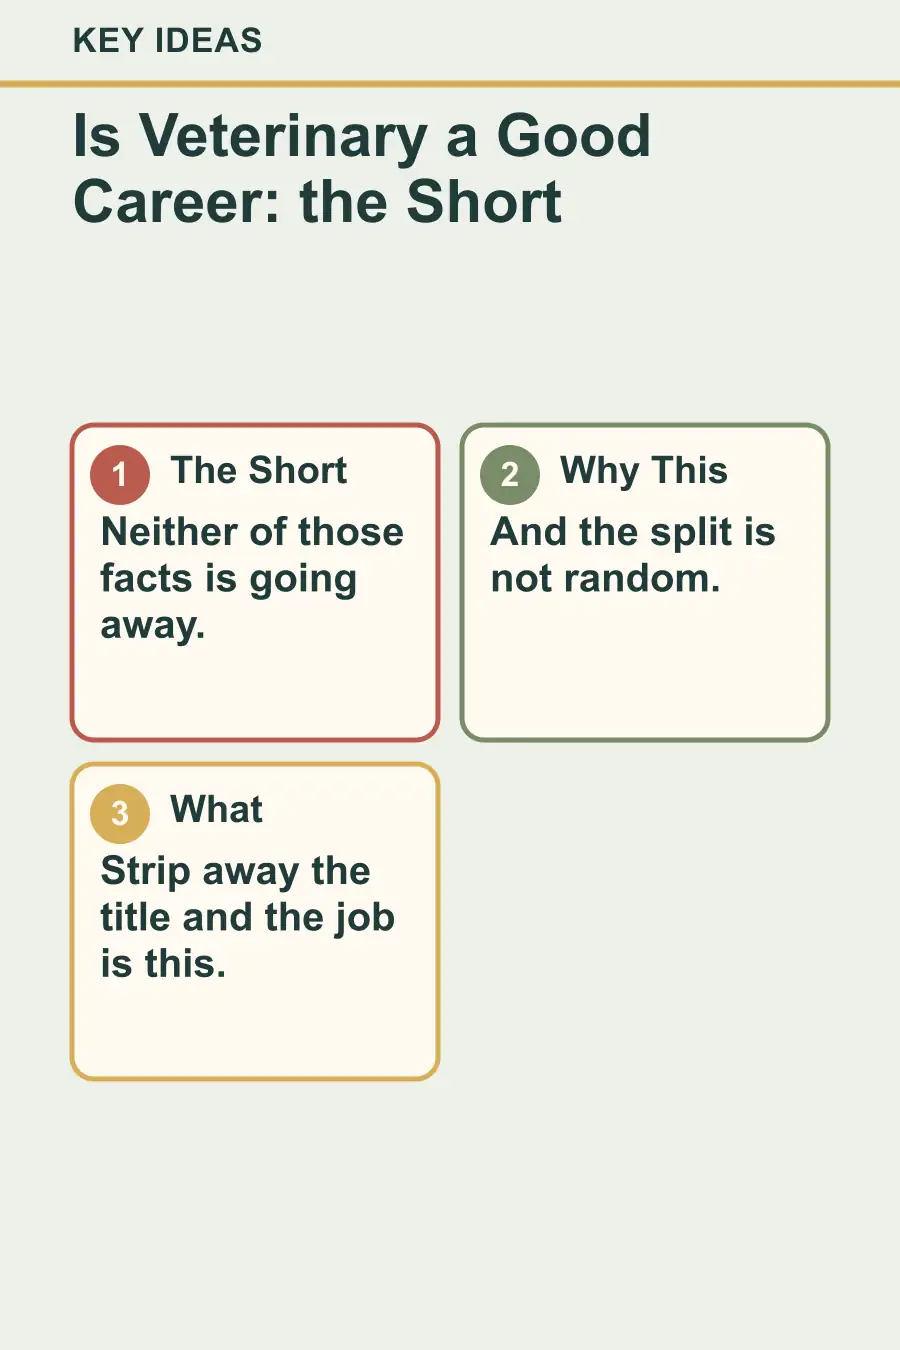 KEY IDEAS
Is Veterinary a Good
Career: the Short
1 The Short
Neither of those
facts is going
away.
2 Why This
And the split is
not random.
3 What
Strip away the
title and the job
is this.